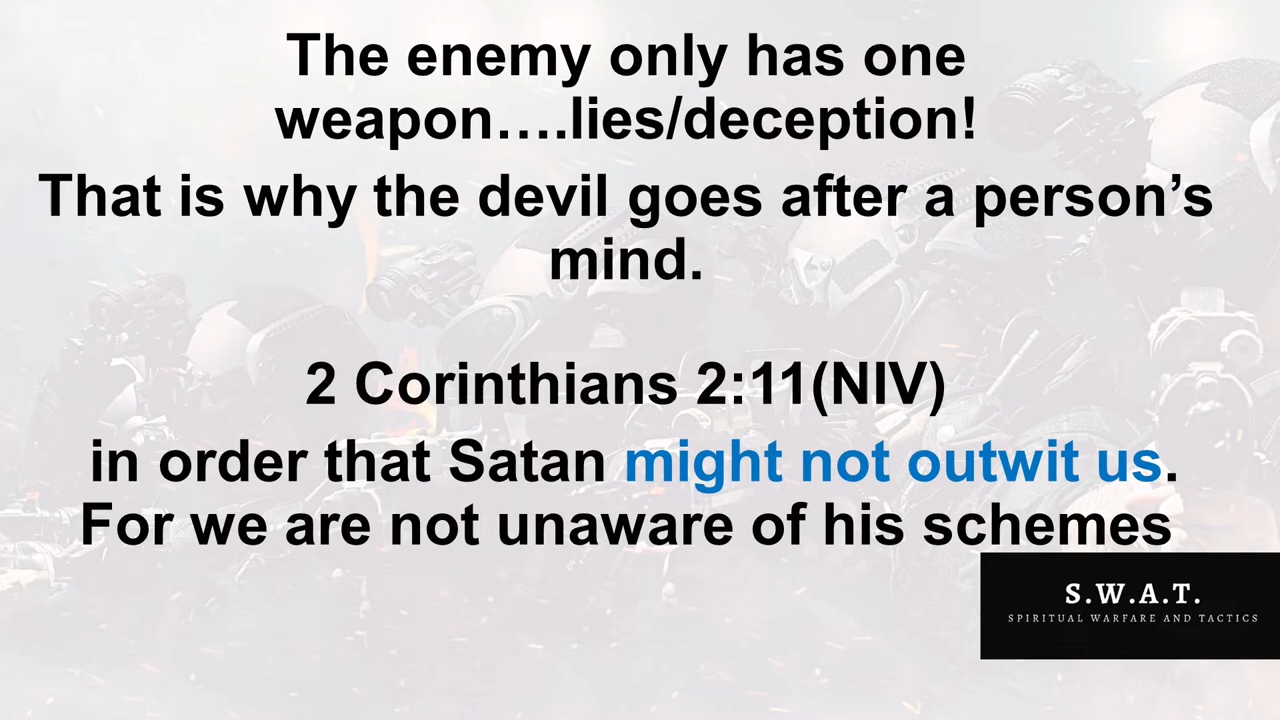 The enemy only has one
weapon….lies/deception!
That is why the devil goes after a person’s
mind.
2 Corinthians 2:11(NIV)
in order that Satan might not outwit us.
For we are not unaware of his schemes
S.W.A.T.
SPIRITUAL WARFARE AND TACTICS